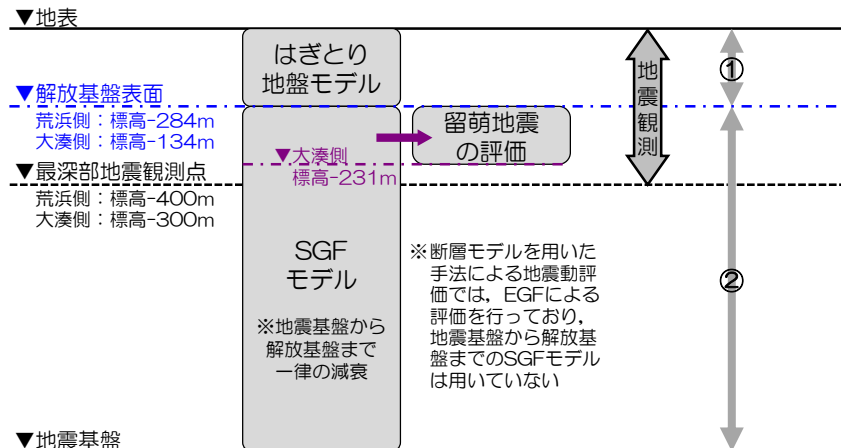 ▼地表
はぎとり
地盤モデル
地震観測
①
▼解放基盤表面
荒浜側：標高-284m
大湊側：標高-134m
留萌地震
の評価
▼大湊側
標高-231m
▼最深部地震観測点
荒浜側：標高-400m
大湊側：標高-300m
SGF
モデル
※地震基盤から
解放基盤まで
一律の減衰
※断層モデルを用いた
手法による地震動評
価では，EGFによる
評価を行っており，
地震基盤から解放基
盤までのSGFモデル
は用いていない
②
▼地震基盤